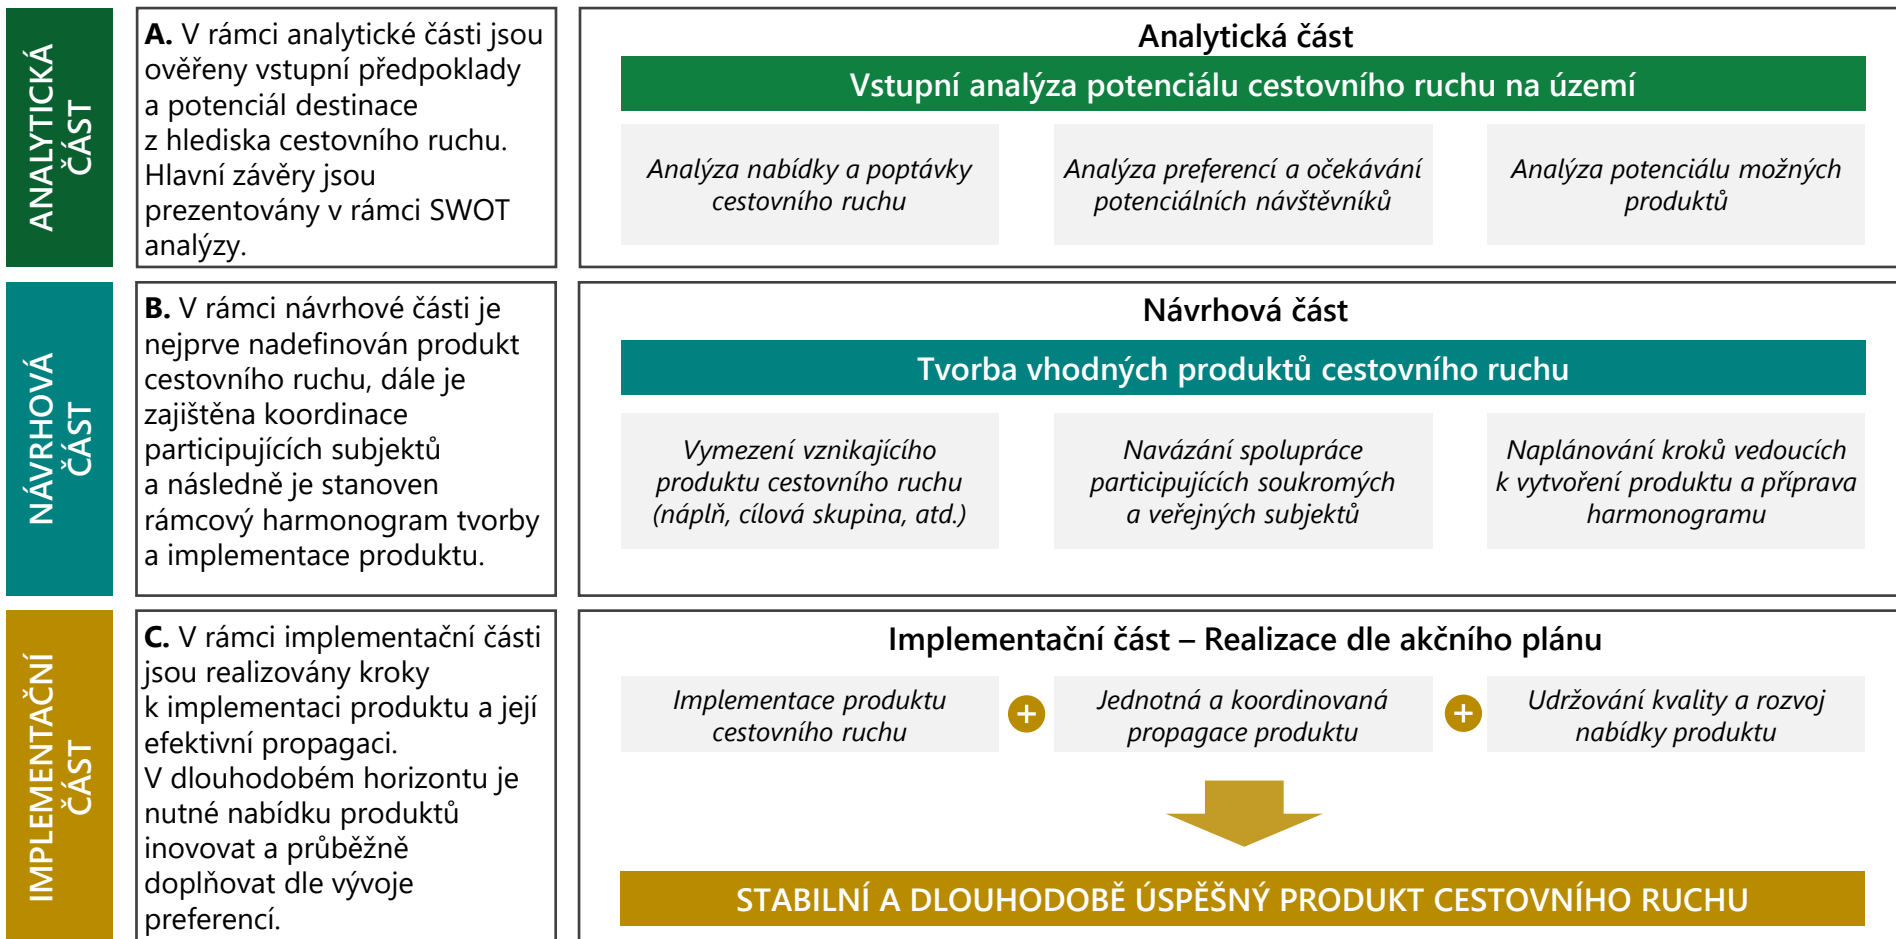 ANALYTICKÁ
ČÁST
A. V rámci analytické části jsou
ověřeny vstupní předpoklady
a potenciál destinace
z hlediska cestovního ruchu.
Hlavní závěry jsou
prezentovány v rámci SWOT
analýzy.
Analytická část
Vstupní analýza potenciálu cestovního ruchu na území
Analýza nabídky a poptávky
cestovního ruchu
Analýza preferencí a očekávání
potenciálních návštěvníků
Analýza potenciálu možných
produktů
NÁVRHOVÁ
ČÁST
B. V rámci návrhové části je
nejprve nadefinován produkt
cestovního ruchu, dále je
zajištěna koordinace
participujících subjektů
a následně je stanoven
rámcový harmonogram tvorby
a implementace produktu.
Návrhová část
Tvorba vhodných produktů cestovního ruchu
Vymezení vznikajícího
produktu cestovního ruchu
(náplň, cílová skupina, atd.)
Navázání spolupráce
participujících soukromých
a veřejných subjektů
Naplánování kroků vedoucích
k vytvoření produktu a příprava
harmonogramu
IMPLEMENTAČNÍ
ČÁST
C. V rámci implementační části
jsou realizovány kroky
k implementaci produktu a její
efektivní propagaci.
V dlouhodobém horizontu je
nutné nabídku produktů
inovovat a průběžně
doplňovat dle vývoje
preferencí.
Implementační část – Realizace dle akčního plánu
Implementace produktu
cestovního ruchu
+
Jednotná a koordinovaná
propagace produktu
+
Udržování kvality a rozvoj
nabídky produktu
STABILNÍ A DLOUHODOBĚ ÚSPĚŠNÝ PRODUKT CESTOVNÍHO RUCHU